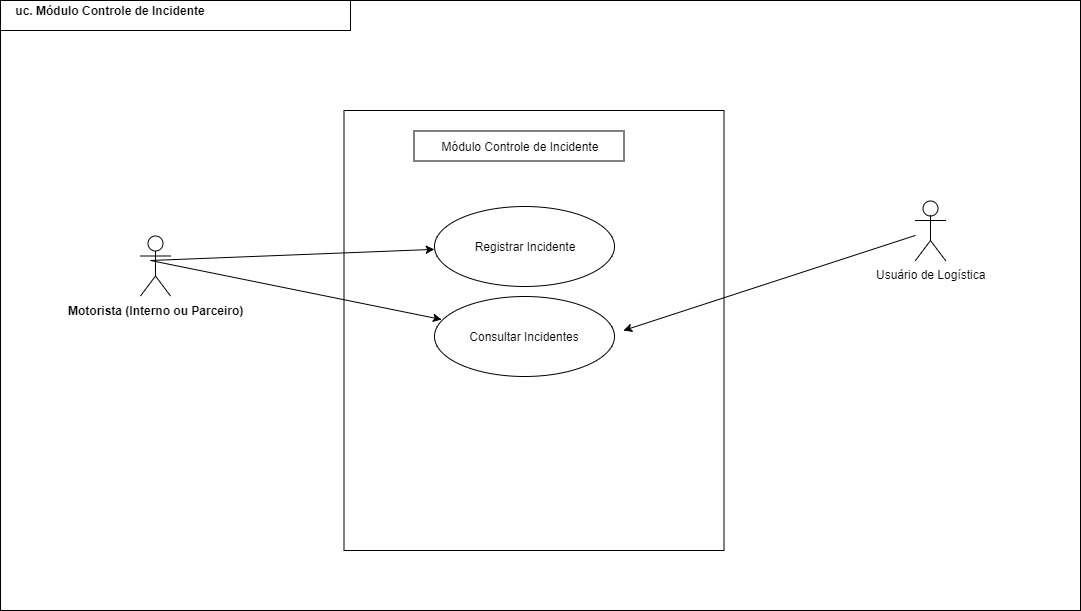 uc. Módulo Controle de Incidente
Módulo Controle de Incidente
Registrar Incidente
Consultar Incidentes
Motorista (Interno ou Parceiro)
Usuário de Logística